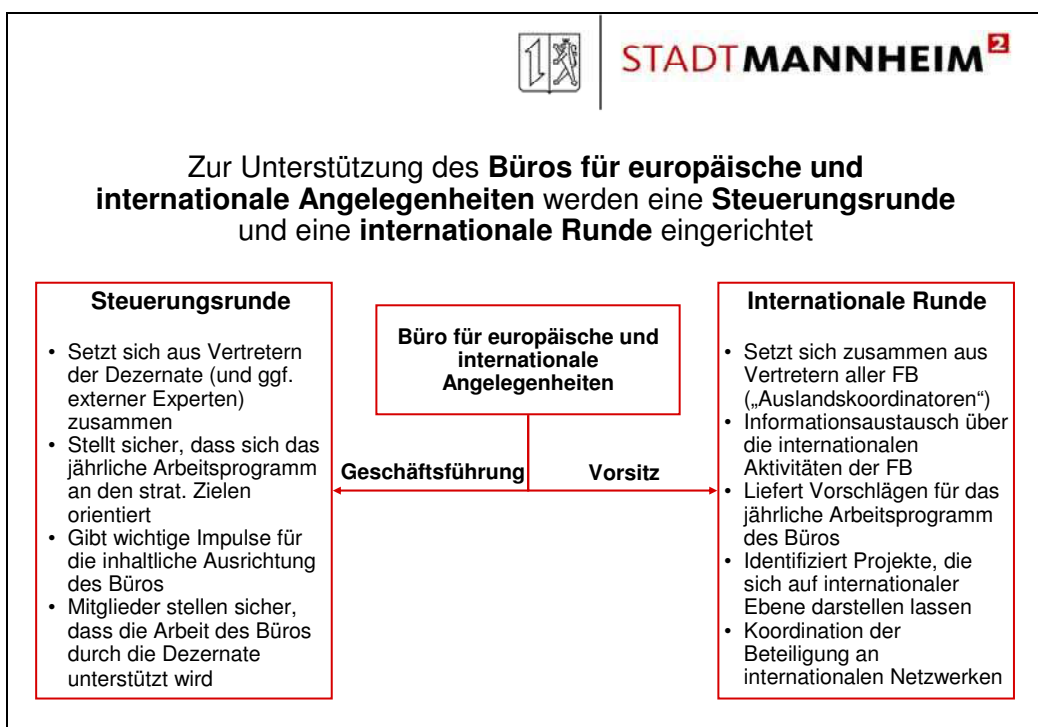 STADTMANNHEIM²
Zur Unterstützung des Büros für europäische und
internationale Angelegenheiten werden eine Steuerungsrunde
und eine internationale Runde eingerichtet
Steuerungsrunde
• Setzt sich aus Vertretern
der Dezernate (und ggf.
externer Experten)
zusammen
• Stellt sicher, dass sich das
jährliche Arbeitsprogramm
an den strat. Zielen
orientiert
• Gibt wichtige Impulse für
die inhaltliche Ausrichtung
des Büros
• Mitglieder stellen sicher,
dass die Arbeit des Büros
durch die Dezernate
unterstützt wird
Büro für europäische und
internationale
Angelegenheiten
Geschäftsführung
Vorsitz
Internationale Runde
• Setzt sich zusammen aus
Vertretern aller FB
(„Auslandskoordinatoren“)
• Informationsaustausch über
die internationalen
Aktivitäten der FB
• Liefert Vorschlägen für das
jährliche Arbeitsprogramm
des Büros
• Identifiziert Projekte, die
sich auf internationaler
Ebene darstellen lassen
• Koordination der
Beteiligung an
internationalen Netzwerken